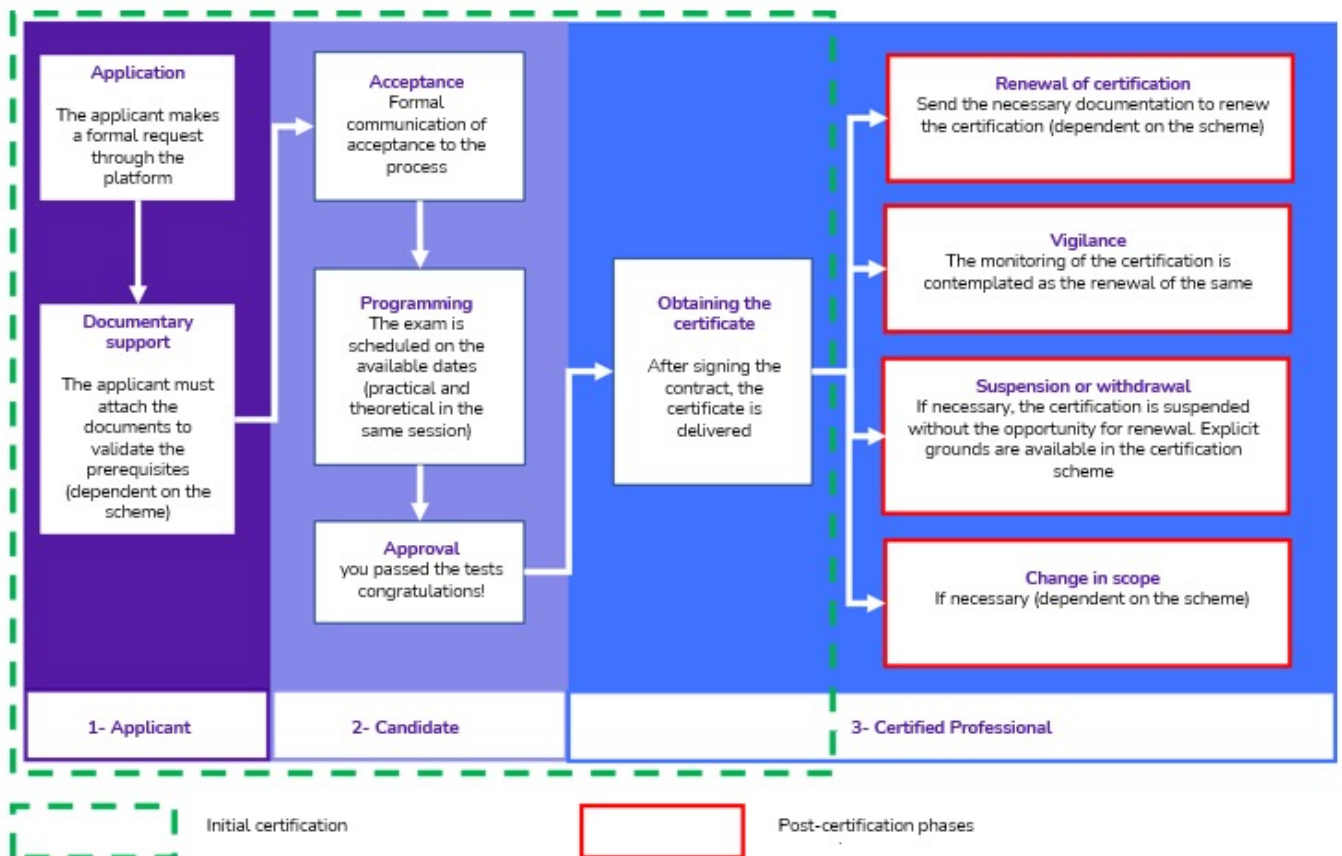 Application
The applicant makes
a formal request
through the
platform
Documentary
support
The applicant must
attach the
documents to
validate the
prerequisites
(dependent on the
scheme)
Acceptance
Formal
communication of
acceptance to the
process
Programming
The exam is
scheduled on the
available dates
(practical and
theoretical in the
same session)
Approval
you passed the tests
congratulations!
Obtaining the
certificate
After signing the
contract, the
certificate is
delivered
Renewal of certification
Send the necessary documentation to renew
the certification (dependent on the scheme)
Vigilance
The monitoring of the certification is
contemplated as the renewal of the same
Suspension or withdrawal
If necessary, the certification is suspended
without the opportunity for renewal. Explicit
grounds are available in the certification
scheme
Change in scope
If necessary (dependent on the scheme)
1- Applicant
2- Candidate
3- Certified Professional
Initial certification
Post-certification phases